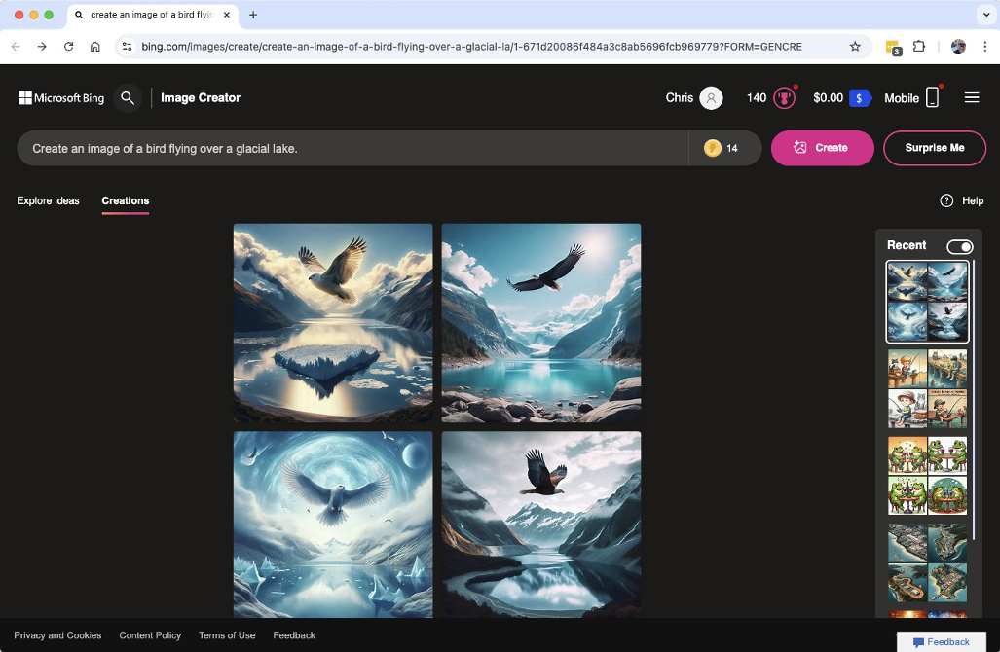 create an image of a bird flyin
bing.com/images/create/create-an-image-of-a-bird-flying-over-a-glacial-la/1-671d20086f484a3c8ab5696fcb969779?FORM=GENCRE
3
Microsoft Bing
Image Creator
Chris
140
$0.00
$
Mobile
Create an image of a bird flying over a glacial lake.
14
Create
Surprise Me
Explore ideas
Creations
Help
Recent
Privacy and Cookies
Content Policy
Terms of Use
Feedback
Feedback